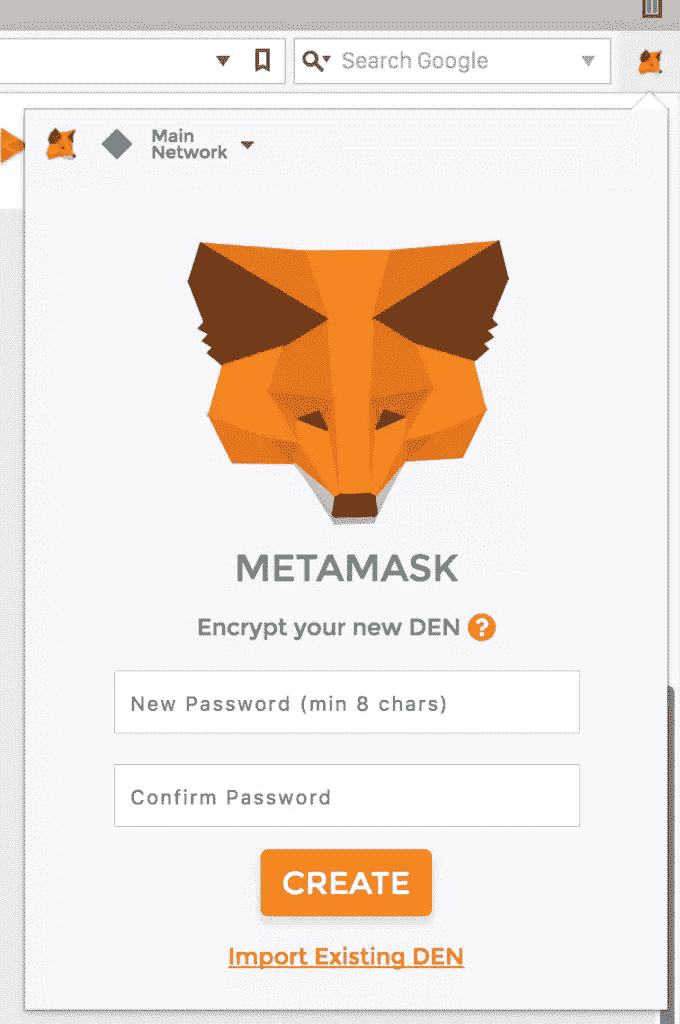 Search Google
Main
Network
METAMASK
Encrypt your new DEN ?
New Password (min 8 chars)
Confirm Password
CREATE
Import Existing DEN